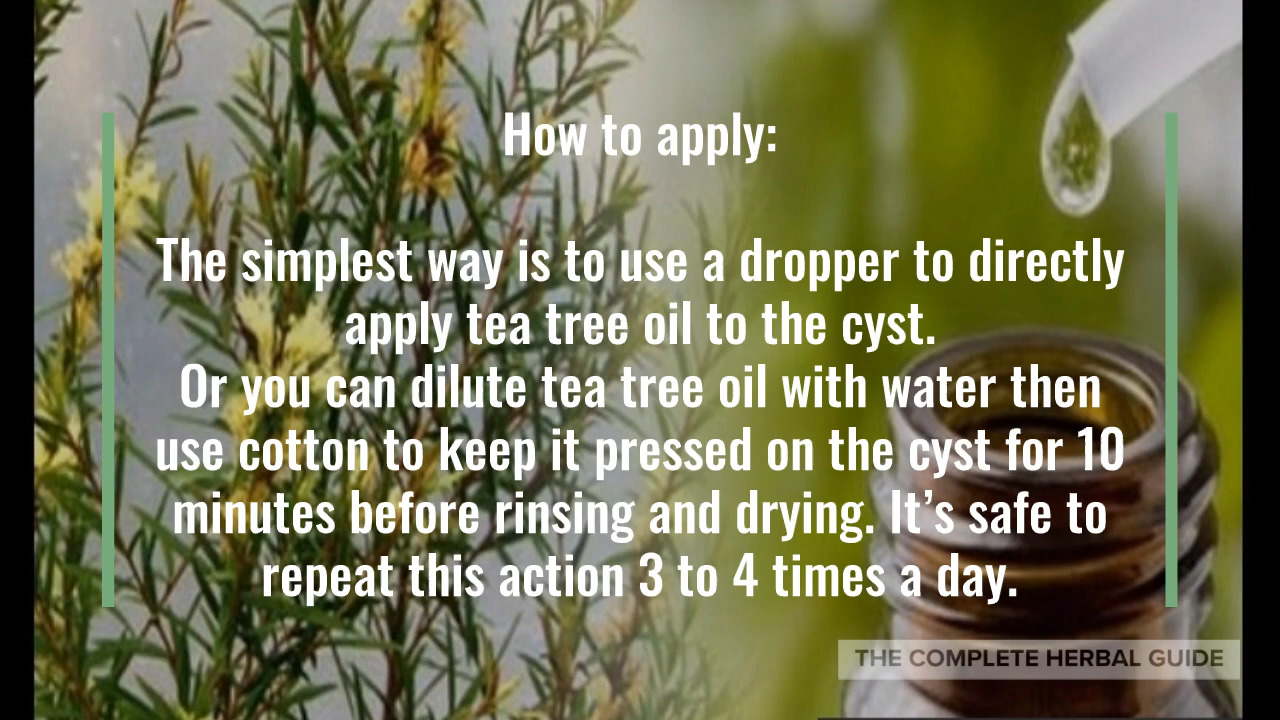 How to apply:
The simplest way is to use a dropper to directly
apply tea tree oil to the cyst.
Or you can dilute tea tree oil with water then
use cotton to keep it pressed on the cyst for 10
minutes before rinsing and drying. It’s safe to
repeat this action 3 to 4 times a day.
THE COMPLETE HERBAL GUIDE